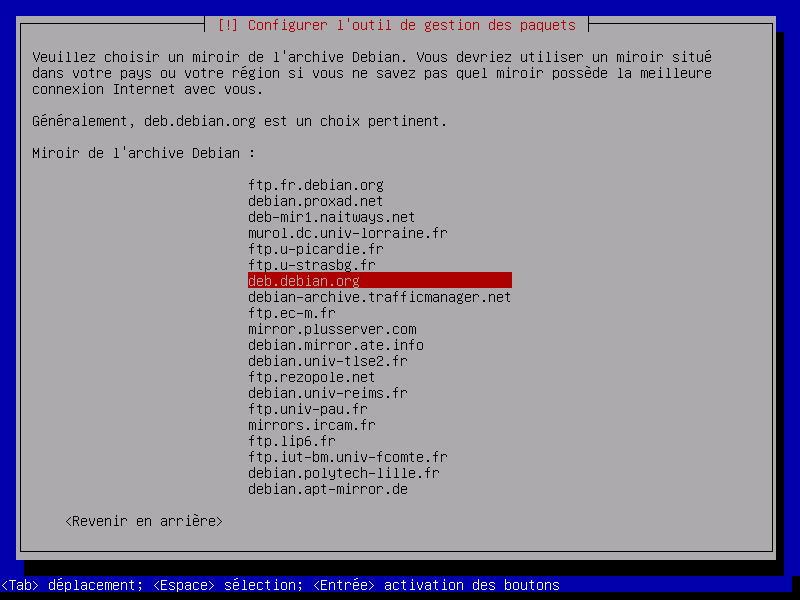 [!] Configurer l'outil de gestion des paquets
Veuillez choisir un miroir de l'archive Debian. Vous devriez utiliser un miroir situé
dans votre pays ou votre région si vous ne savez pas quel miroir possède la meilleure
connexion Internet avec vous.
Généralement, deb.debian.org est un choix pertinent.
Miroir de l'archive Debian :
ftp.fr.debian.org
debian.proxad.net
deb-mir1.naitways.net
murol.dc.univ-lorraine.fr
ftp.u-picardie.fr
ftp.u-strasbg.fr
deb.debian.org
debian-archive.trafficmanager.net
ftp.ec-m.fr
mirror.plusserver.com
debian.mirror.ate.info
debian.univ-tlse2.fr
ftp.rezopole.net
debian.univ-reims.fr
ftp.univ-pau.fr
mirrors.ircam.fr
ftp.lip6.fr
ftp.iut-bm.univ-fcomte.fr
debian.polytech-lille.fr
debian.apt-mirror.de
<Revenir en arrière>
<Tab> déplacement; <Espace> sélection; <Entrée> activation des boutons